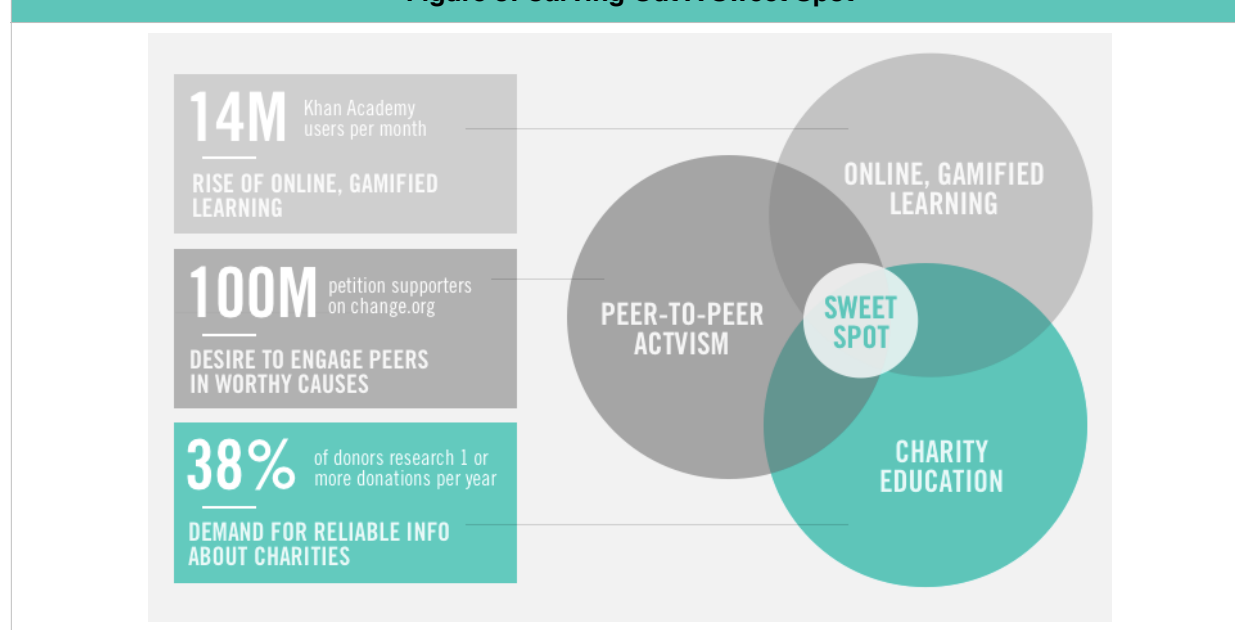 14M Khan Academy
users per month
RISE OF ONLINE, GAMIFIED
LEARNING
100M petition supporters
on change.org
DESIRE TO ENGAGE PEERS
IN WORTHY CAUSES
38% of donors research 1 or
more donations per year
DEMAND FOR RELIABLE INFO
ABOUT CHARITIES
ONLINE, GAMIFIED
LEARNING
PEER-TO-PEER
ACTVISM
SWEET
SPOT
CHARITY
EDUCATION